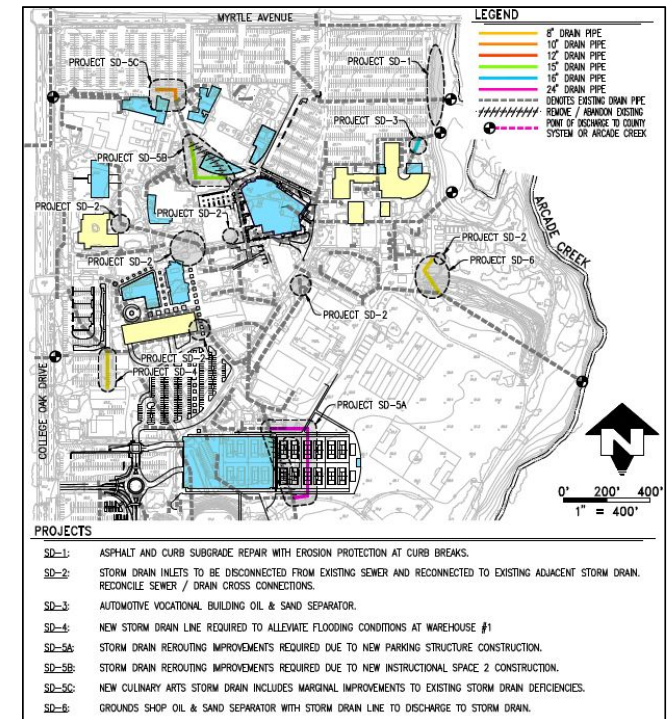 MYRTLE AVENUE
LEGEND
8" DRAIN PIPE
10" DRAIN PIPE
12" DRAIN PIPE
15" DRAIN PIPE
16" DRAIN PIPE
24" DRAIN PIPE
DENOTES EXISTING DRAIN PIPE
REMOVE / ABANDON EXISTING
POINT OF DISCHARGE TO COUNTY
SYSTEM OR ARCADE CREEK
PROJECT SD-5C
PROJECT SD-1
PROJECT SD-3
PROJECT SD-5B
PROJECT SD-2
PROJECT SD-2
PROJECT SD-2
PROJECT SD-2
PROJECT SD-6
ARCADE CREEK
PROJECT SD-2
PROJECT SD-2
PROJECT SD-4
COLLEGE OAK DRIVE
PROJECT SD-5A
N
0' 200' 400'
1" = 400'
PROJECTS
SD-1: ASPHALT AND CURB SUBGRADE REPAIR WITH EROSION PROTECTION AT CURB BREAKS.
SD-2: STORM DRAIN INLETS TO BE DISCONNECTED FROM EXISTING SEWER AND RECONNECTED TO EXISTING ADJACENT STORM DRAIN.
RECONCILE SEWER / DRAIN CROSS CONNECTIONS.
SD-3: AUTOMOTIVE VOCATIONAL BUILDING OIL & SAND SEPARATOR.
SD-4: NEW STORM DRAIN LINE REQUIRED TO ALLEVIATE FLOODING CONDITIONS AT WAREHOUSE #1
SD-5A: STORM DRAIN REROUTING IMPROVEMENTS REQUIRED DUE TO NEW PARKING STRUCTURE CONSTRUCTION.
SD-5B: STORM DRAIN REROUTING IMPROVEMENTS REQUIRED DUE TO NEW INSTRUCTIONAL SPACE 2 CONSTRUCTION.
SD-5C: NEW CULINARY ARTS STORM DRAIN INCLUDES MARGINAL IMPROVEMENTS TO EXISTING STORM DRAIN DEFICIENCIES.
SD-6: GROUNDS SHOP OIL & SAND SEPARATOR WITH STORM DRAIN LINE TO DISCHARGE TO STORM DRAIN.